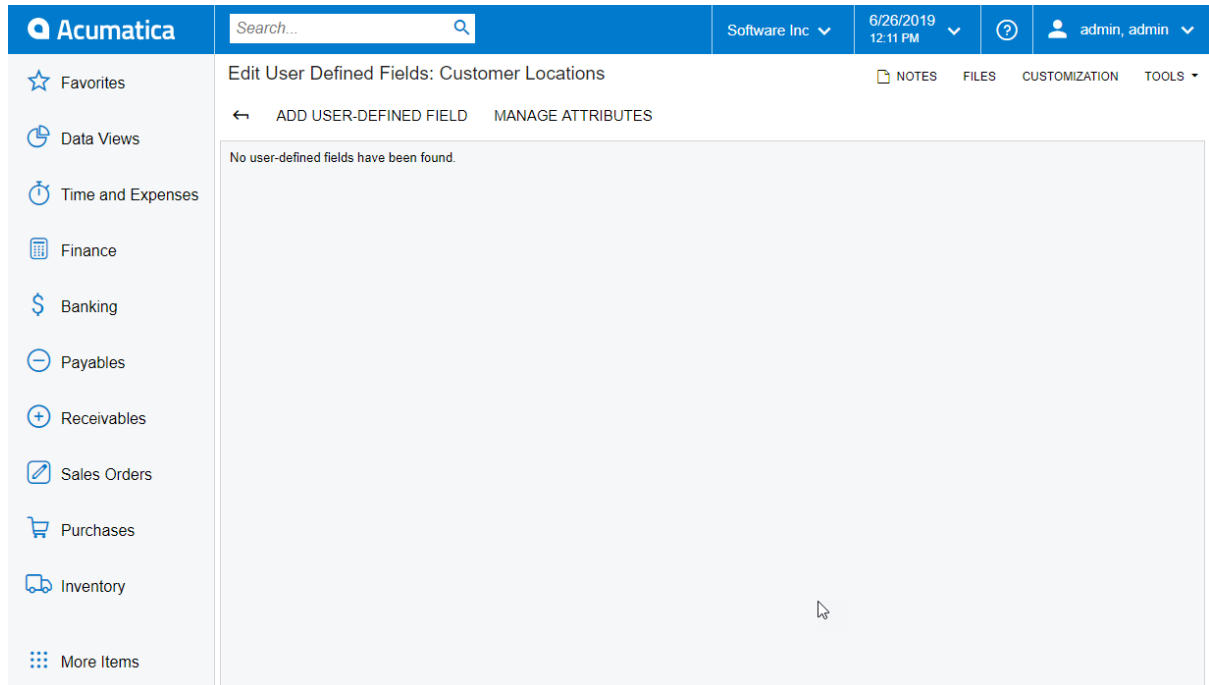 Acumatica
Search...
Software Inc
6/26/2019
12:11 PM
?
admin, admin
Favorites
Data Views
Time and Expenses
Finance
Banking
Payables
Receivables
Sales Orders
Purchases
Inventory
More Items
Edit User Defined Fields: Customer Locations
NOTES FILES CUSTOMIZATION TOOLS
ADD USER-DEFINED FIELD MANAGE ATTRIBUTES
No user-defined fields have been found.